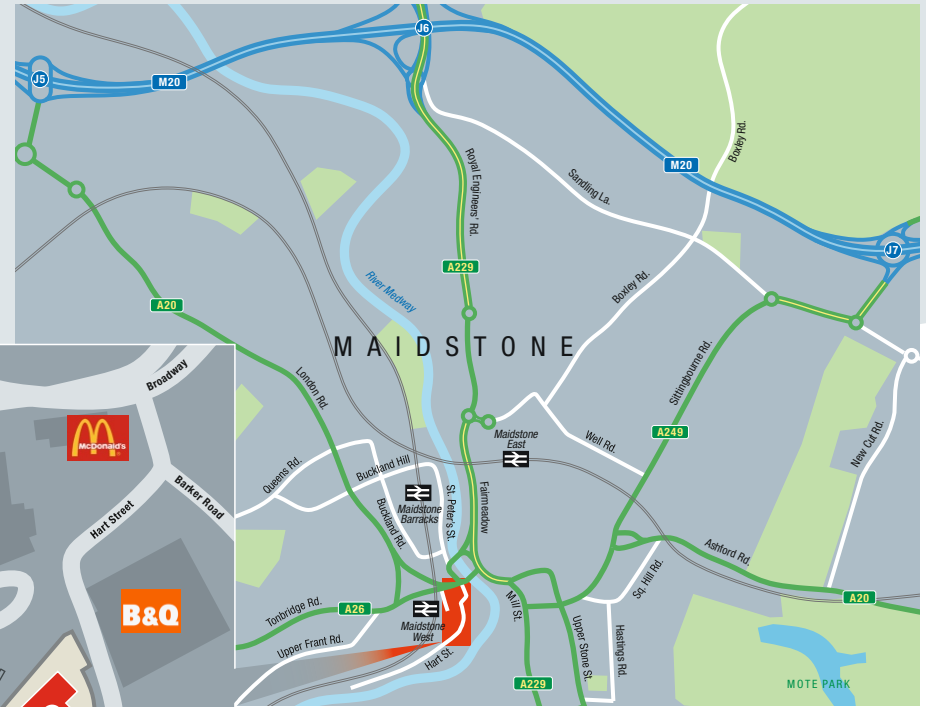 J6
J5
M20
Boxley Rd.
Royal Engineers' Rd.
Sandling La.
M20
J7
A229
River Medway
Boxley Rd.
A20
MAIDSTONE
Broadway
McDonald's
London Rd.
Sittingbourne Rd.
Maidstone
East
Well Rd.
A249
New Cut Rd.
Queens Rd.
Buckland Hill
Barker Road
Hart Street
Buckland Rd.
Maidstone
Barracks
St. Peter's St.
Fairmeadow
Ashford Rd.
Sq. Hill Rd.
B&Q
Tonbridge Rd.
A26
Maidstone
West
Mill St.
A20
Upper Frant Rd.
Hart St.
Upper Stone St.
Hastings Rd.
A229
MOTE PARK